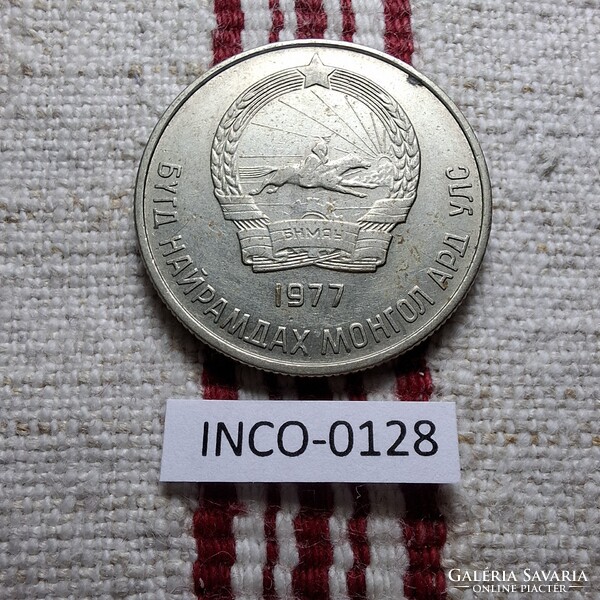 БНМАУ
1977
БҮГД НАЙРАМДАХ МОНГОЛ АРД УЛС
INCO-0128
GALÉRIA SAVARIA
ONLINE PIACTÉR